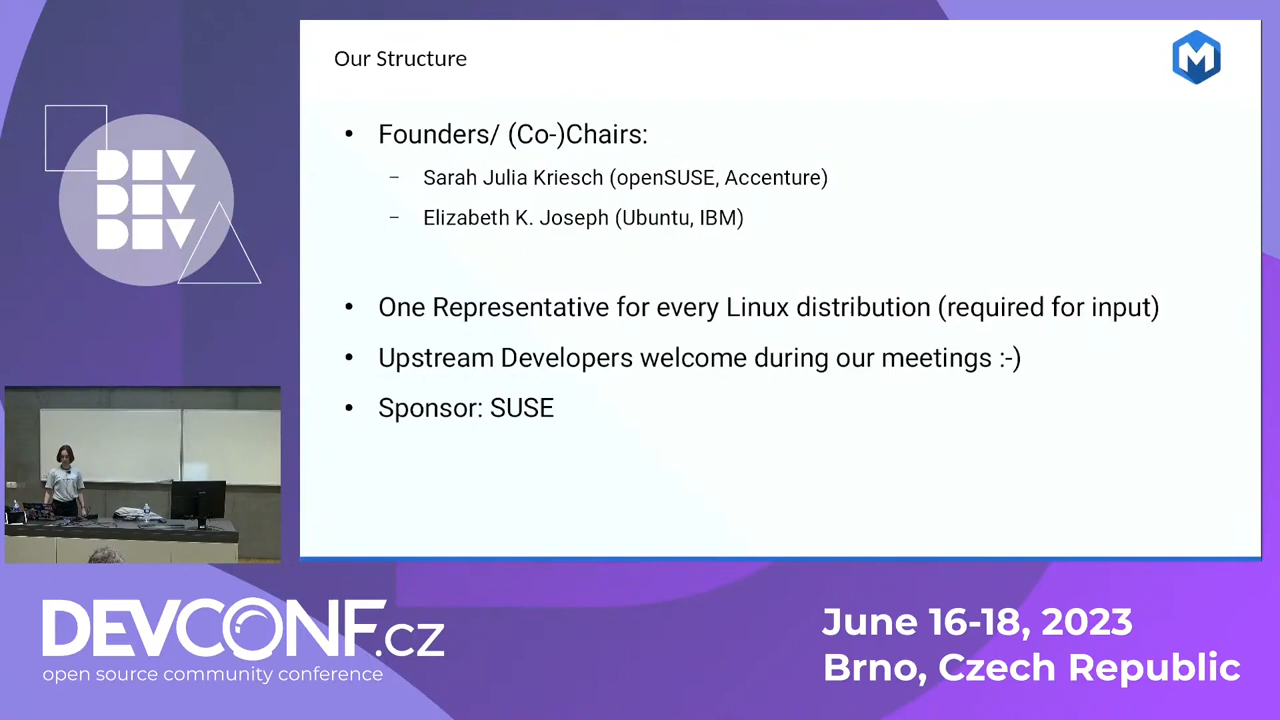 Our Structure
M
• Founders/ (Co-)Chairs:
– Sarah Julia Kriesch (openSUSE, Accenture)
– Elizabeth K. Joseph (Ubuntu, IBM)
• One Representative for every Linux distribution (required for input)
• Upstream Developers welcome during our meetings :-)
• Sponsor: SUSE
DEV
DEV
DEV
DEVCONF.cz
open source community conference
June 16-18, 2023
Brno, Czech Republic